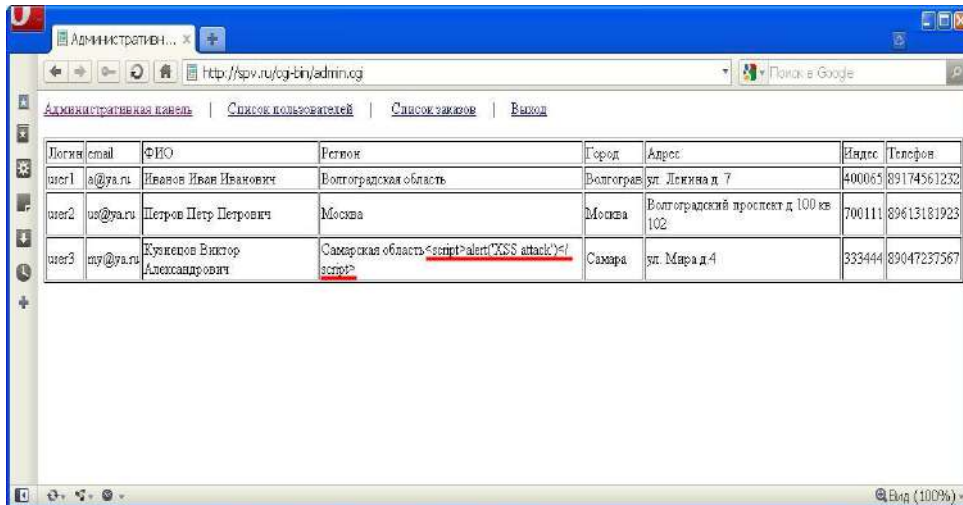 Административн...
http://spv.ru/cgi-bin/admin.cgi
Поиск в Google
Административная панель | Список пользователей | Список заказов | Выход
Логин email ФИО Регион Город Адрес Индес Телефон
user1 a@ya.ru Иванов Иван Иванович Волгоградская область Волгоград ул. Ленина д. 7 400065 89174561232
user2 us@ya.ru Петров Петр Петрович Москва Москва Волгоградский проспект д 100 кв 102 700111 89613181923
user3 my@ya.ru Кузнецов Виктор Александрович Самарская область<script>alert('XSS attack')</script> Самара ул. Мира д.4 333444 89047237567
Вид (100%)